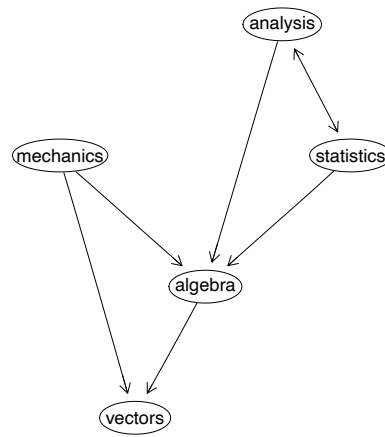 analysis
mechanics
statistics
algebra
vectors